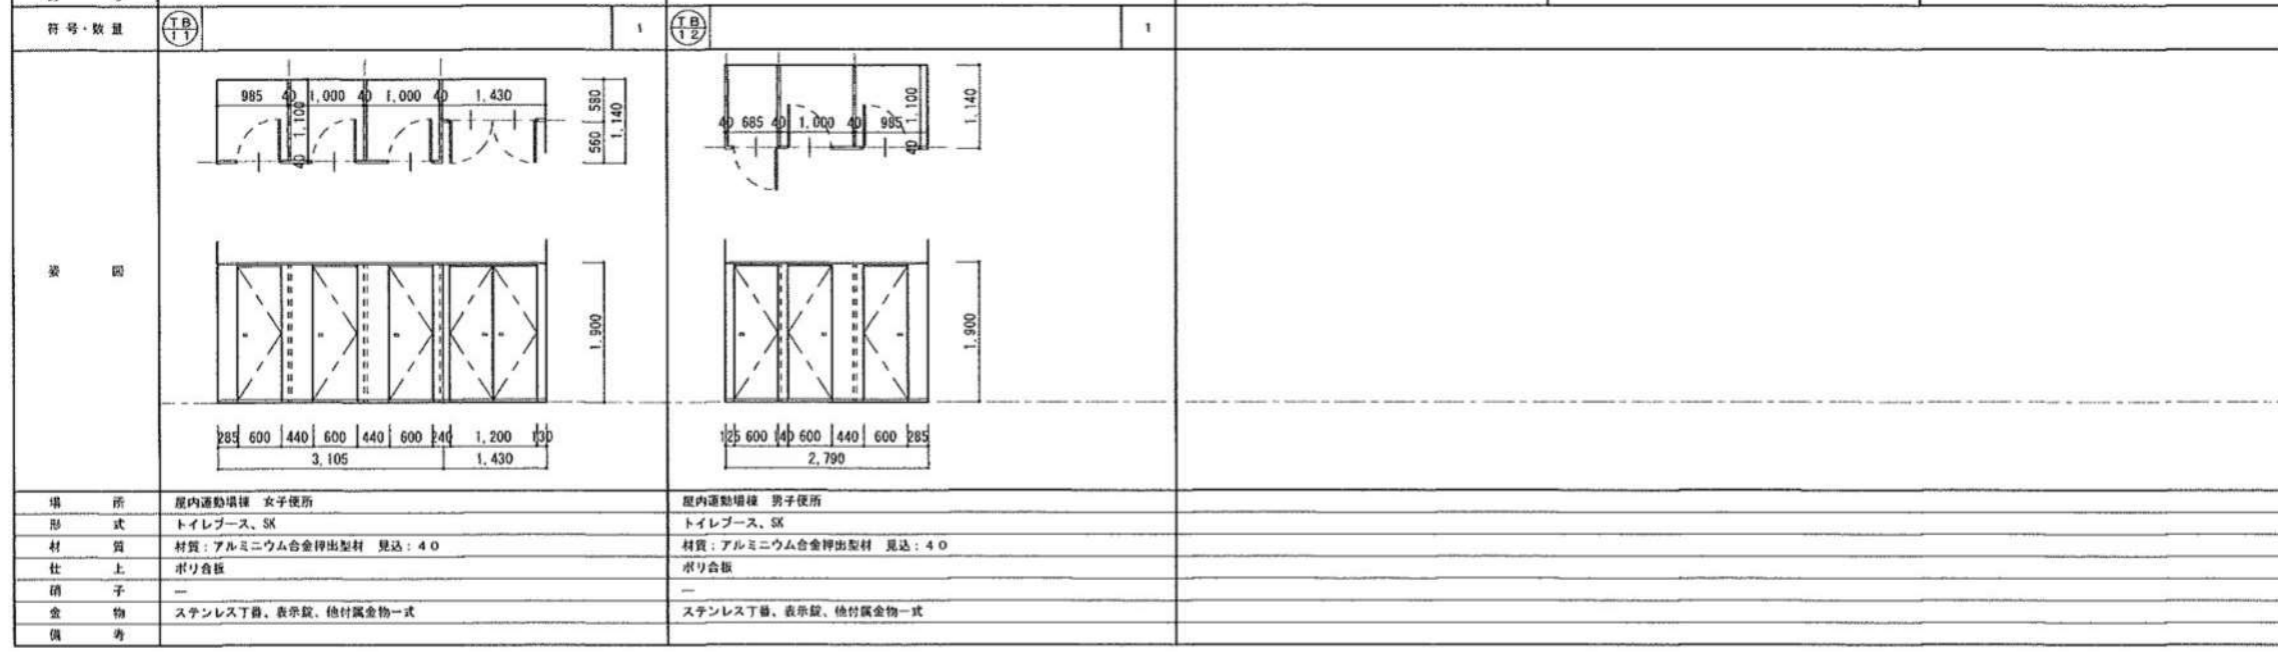 符号・数量
TB
11
1
TB
12
1
姿図
985 40 1,000 40 1,000 40 1,430
1,100
40
580
560
1,140
1,900
285 600 440 600 440 600 240 1,200 130
3,105 1,430
40 685 40 1,000 40 985
1,100
40
1,140
1,900
125 600 140 600 440 600 285
2,790
場所 屋内運動場棟 女子便所 屋内運動場棟 男子便所
形式 トイレブース、SK トイレブース、SK
材質 材質：アルミニウム合金押出型材 見込：40 材質：アルミニウム合金押出型材 見込：40
仕上 ポリ合板 ポリ合板
硝子 — —
金物 ステンレス丁番、表示錠、他付属金物一式 ステンレス丁番、表示錠、他付属金物一式
備考